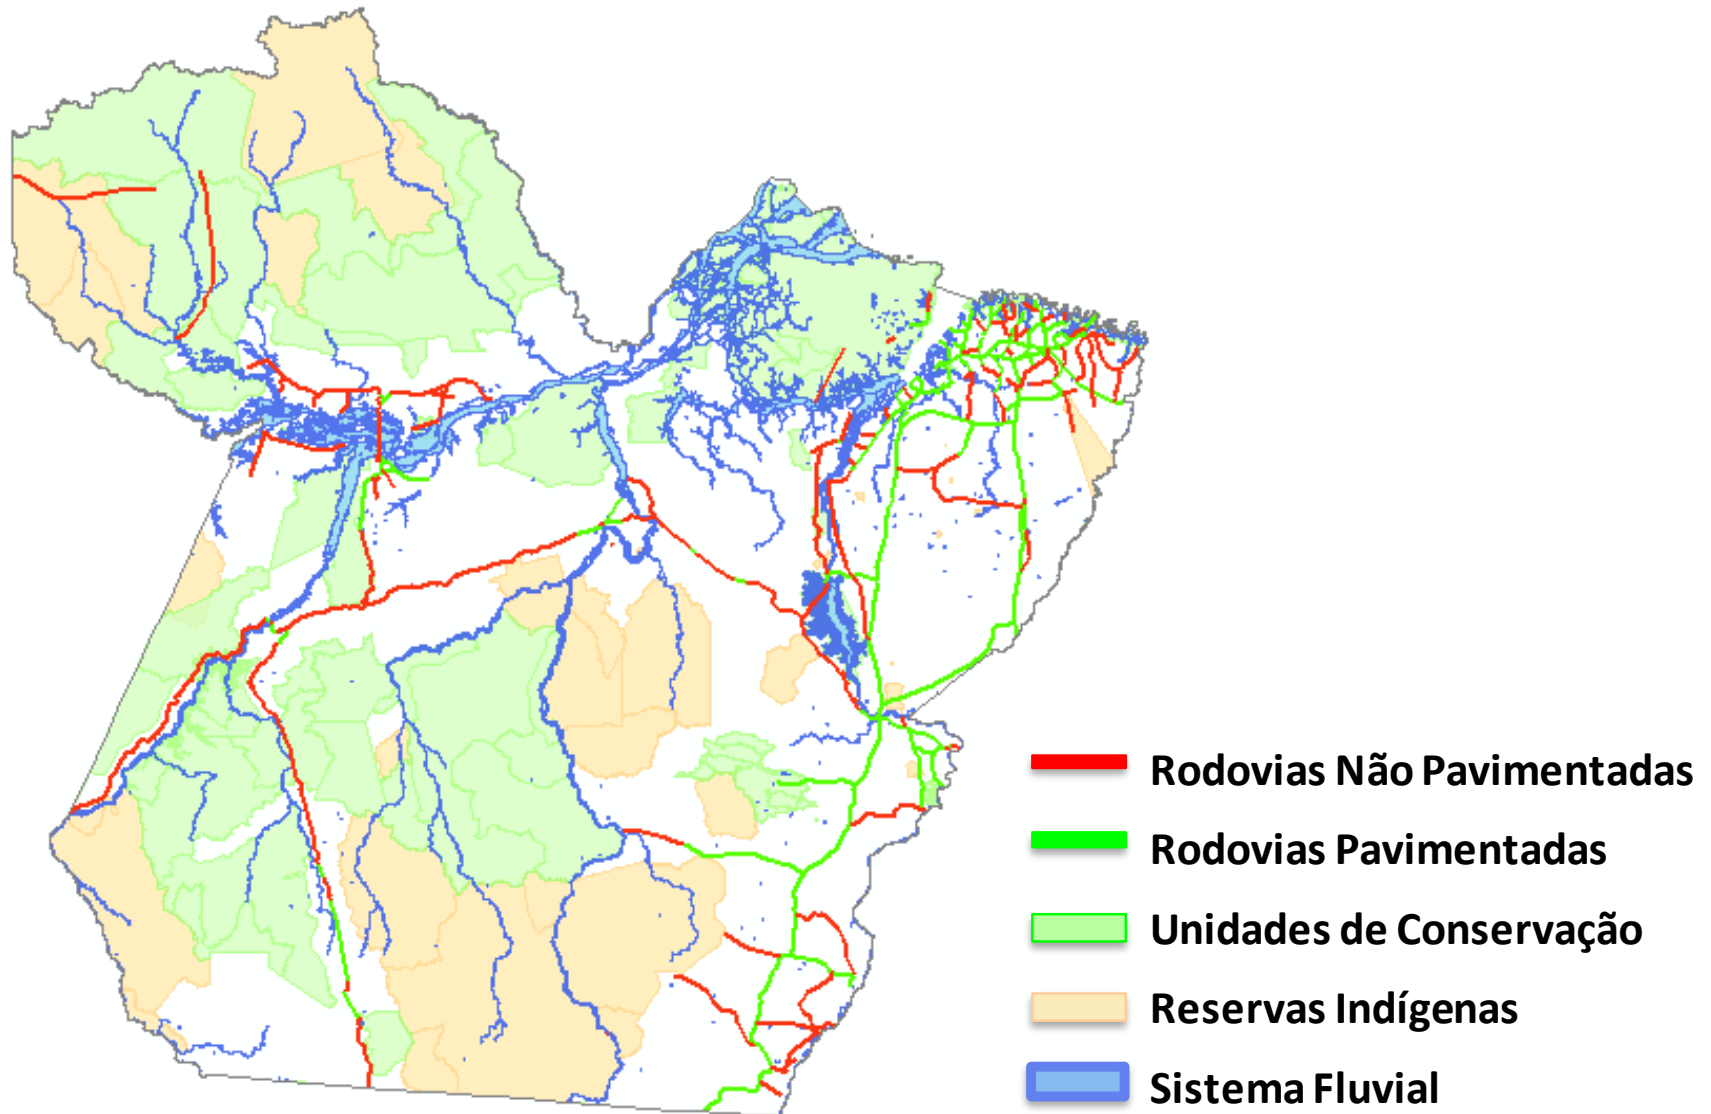 Rodovias Não Pavimentadas
Rodovias Pavimentadas
Unidades de Conservação
Reservas Indígenas
Sistema Fluvial